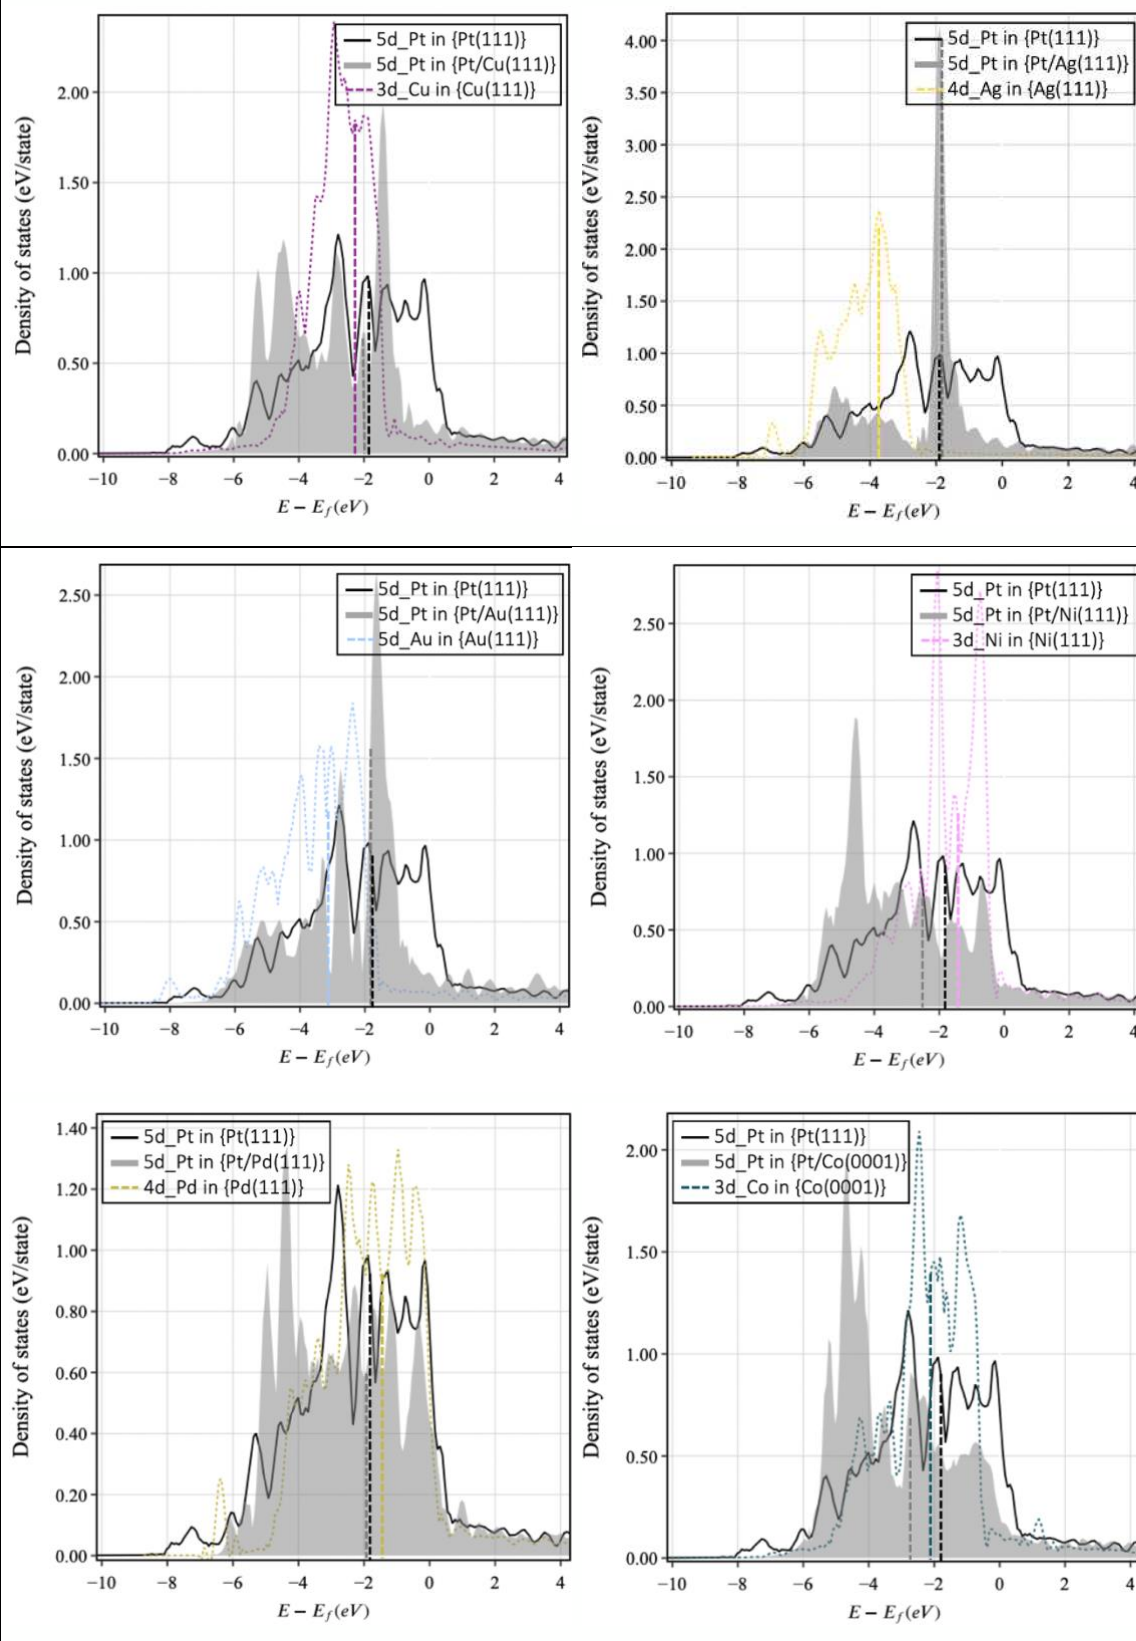 5d_Pt in {Pt(111)}
5d_Pt in {Pt/Cu(111)}
3d_Cu in {Cu(111)}
Density of states (eV/state)
2.00
1.50
1.00
0.50
0.00
−10 −8 −6 −4 −2 0 2 4
E − E_f (eV)
5d_Pt in {Pt(111)}
5d_Pt in {Pt/Ag(111)}
4d_Ag in {Ag(111)}
Density of states (eV/state)
4.00
3.50
3.00
2.50
2.00
1.50
1.00
0.50
0.00
−10 −8 −6 −4 −2 0 2 4
E − E_f (eV)
5d_Pt in {Pt(111)}
5d_Pt in {Pt/Au(111)}
5d_Au in {Au(111)}
Density of states (eV/state)
2.50
2.00
1.50
1.00
0.50
0.00
−10 −8 −6 −4 −2 0 2 4
E − E_f (eV)
5d_Pt in {Pt(111)}
5d_Pt in {Pt/Ni(111)}
3d_Ni in {Ni(111)}
Density of states (eV/state)
2.50
2.00
1.50
1.00
0.50
0.00
−10 −8 −6 −4 −2 0 2 4
E − E_f (eV)
5d_Pt in {Pt(111)}
5d_Pt in {Pt/Pd(111)}
4d_Pd in {Pd(111)}
Density of states (eV/state)
1.40
1.20
1.00
0.80
0.60
0.40
0.20
0.00
−10 −8 −6 −4 −2 0 2 4
E − E_f (eV)
5d_Pt in {Pt(111)}
5d_Pt in {Pt/Co(0001)}
3d_Co in {Co(0001)}
Density of states (eV/state)
2.00
1.50
1.00
0.50
0.00
−10 −8 −6 −4 −2 0 2 4
E − E_f (eV)